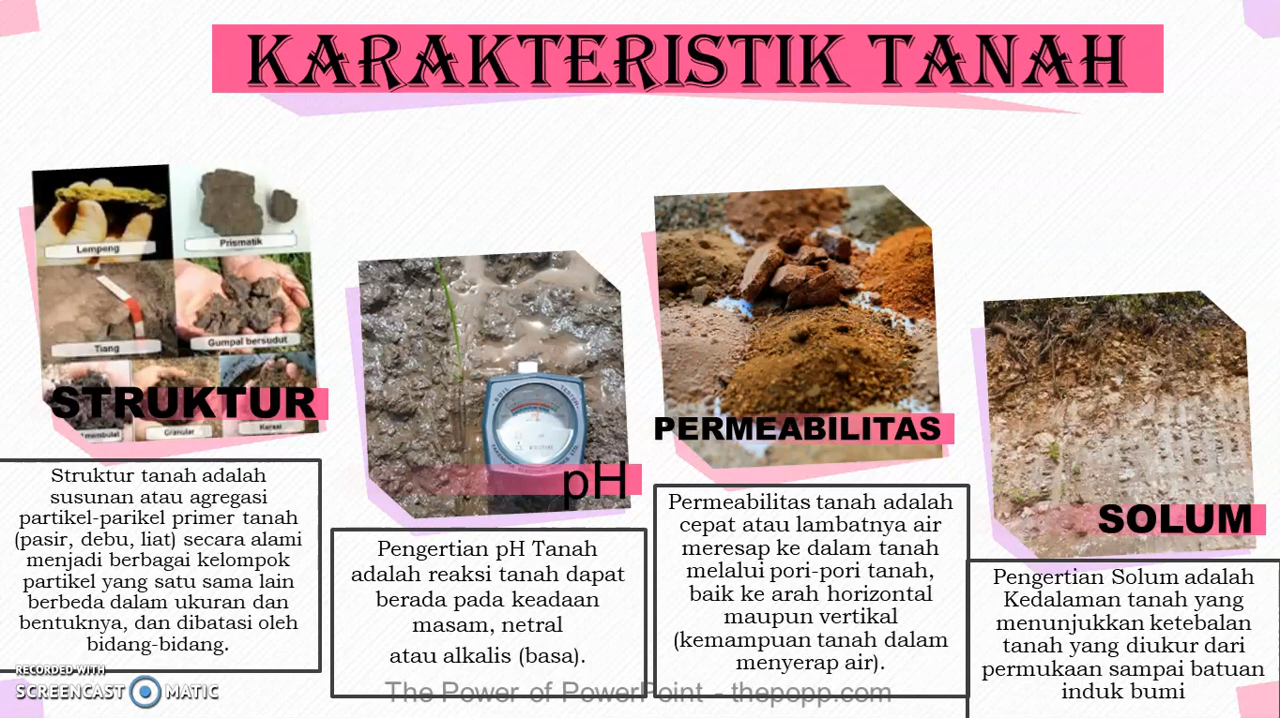 KARAKTERISTIK TANAH
Lempeng
Prismatik
Tiang
Gumpal bersudut
membulat
Granular
Kersai
STRUKTUR
Struktur tanah adalah
susunan atau agregasi
partikel-parikel primer tanah
(pasir, debu, liat) secara alami
menjadi berbagai kelompok
partikel yang satu sama lain
berbeda dalam ukuran dan
bentuknya, dan dibatasi oleh
bidang-bidang.
pH
Pengertian pH Tanah
adalah reaksi tanah dapat
berada pada keadaan
masam, netral
atau alkalis (basa).
PERMEABILITAS
Permeabilitas tanah adalah
cepat atau lambatnya air
meresap ke dalam tanah
melalui pori-pori tanah,
baik ke arah horizontal
maupun vertikal
(kemampuan tanah dalam
menyerap air).
SOLUM
Pengertian Solum adalah
Kedalaman tanah yang
menunjukkan ketebalan
tanah yang diukur dari
permukaan sampai batuan
induk bumi
RECORDED WITH
SCREENCAST MATIC
The Power of PowerPoint - thepopp.com